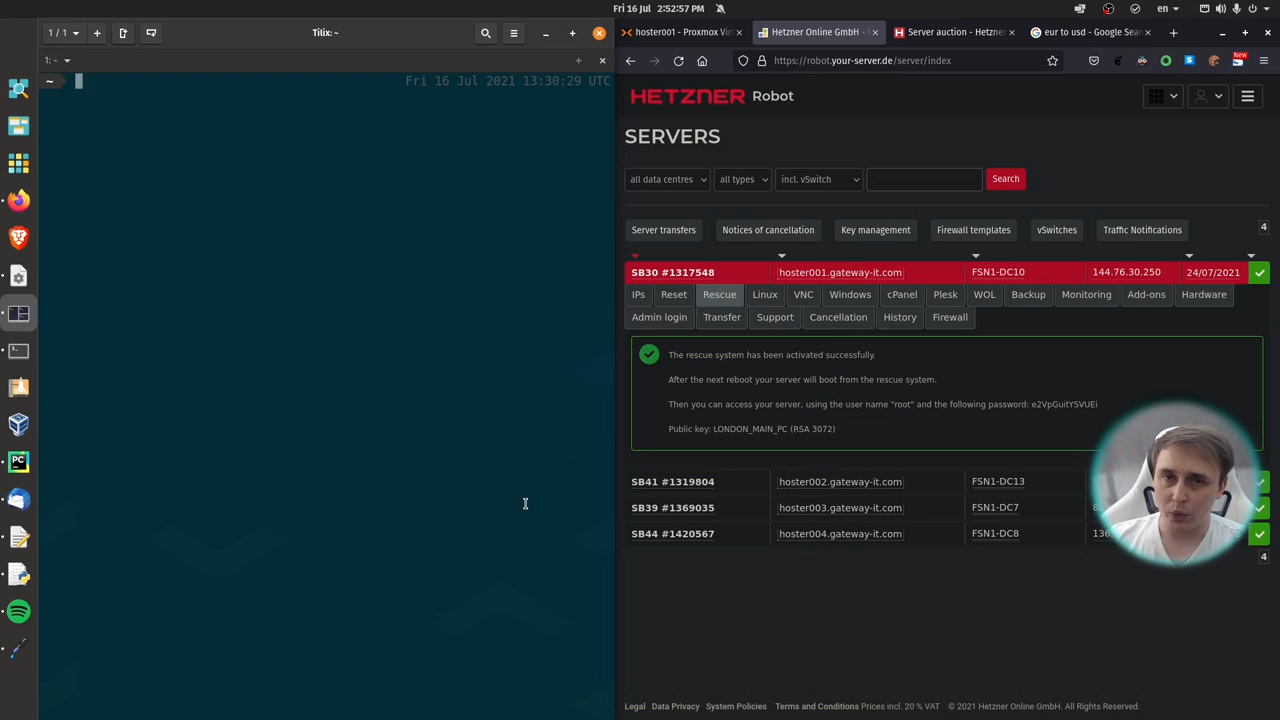 Fri 16 Jul  2:52:57 PM
en
1 / 1
Tilix: ~
1: ~
~
Fri 16 Jul 2021 13:30:29 UTC
hoster001 - Proxmox Virt
Hetzner Online GmbH -
Server auction - Hetzner
eur to usd - Google Sea
New
https://robot.your-server.de/server/index
HETZNER Robot
SERVERS
all data centres
all types
incl. vSwitch
Search
Server transfers
Notices of cancellation
Key management
Firewall templates
vSwitches
Traffic Notifications
4
SB30 #1317548
hoster001.gateway-it.com
FSN1-DC10
144.76.30.250
24/07/2021
IPs
Reset
Rescue
Linux
VNC
Windows
cPanel
Plesk
WOL
Backup
Monitoring
Add-ons
Hardware
Admin login
Transfer
Support
Cancellation
History
Firewall
The rescue system has been activated successfully.
After the next reboot your server will boot from the rescue system.
Then you can access your server, using the user name "root" and the following password: e2VpGuitYSVUEi
Public key: LONDON_MAIN_PC (RSA 3072)
SB41 #1319804
hoster002.gateway-it.com
FSN1-DC13
SB39 #1369035
hoster003.gateway-it.com
FSN1-DC7
SB44 #1420567
hoster004.gateway-it.com
FSN1-DC8
4
Legal
Data Privacy
System Policies
Terms and Conditions
Prices incl. 20 % VAT
© 2021 Hetzner Online GmbH. All Rights Reserved.